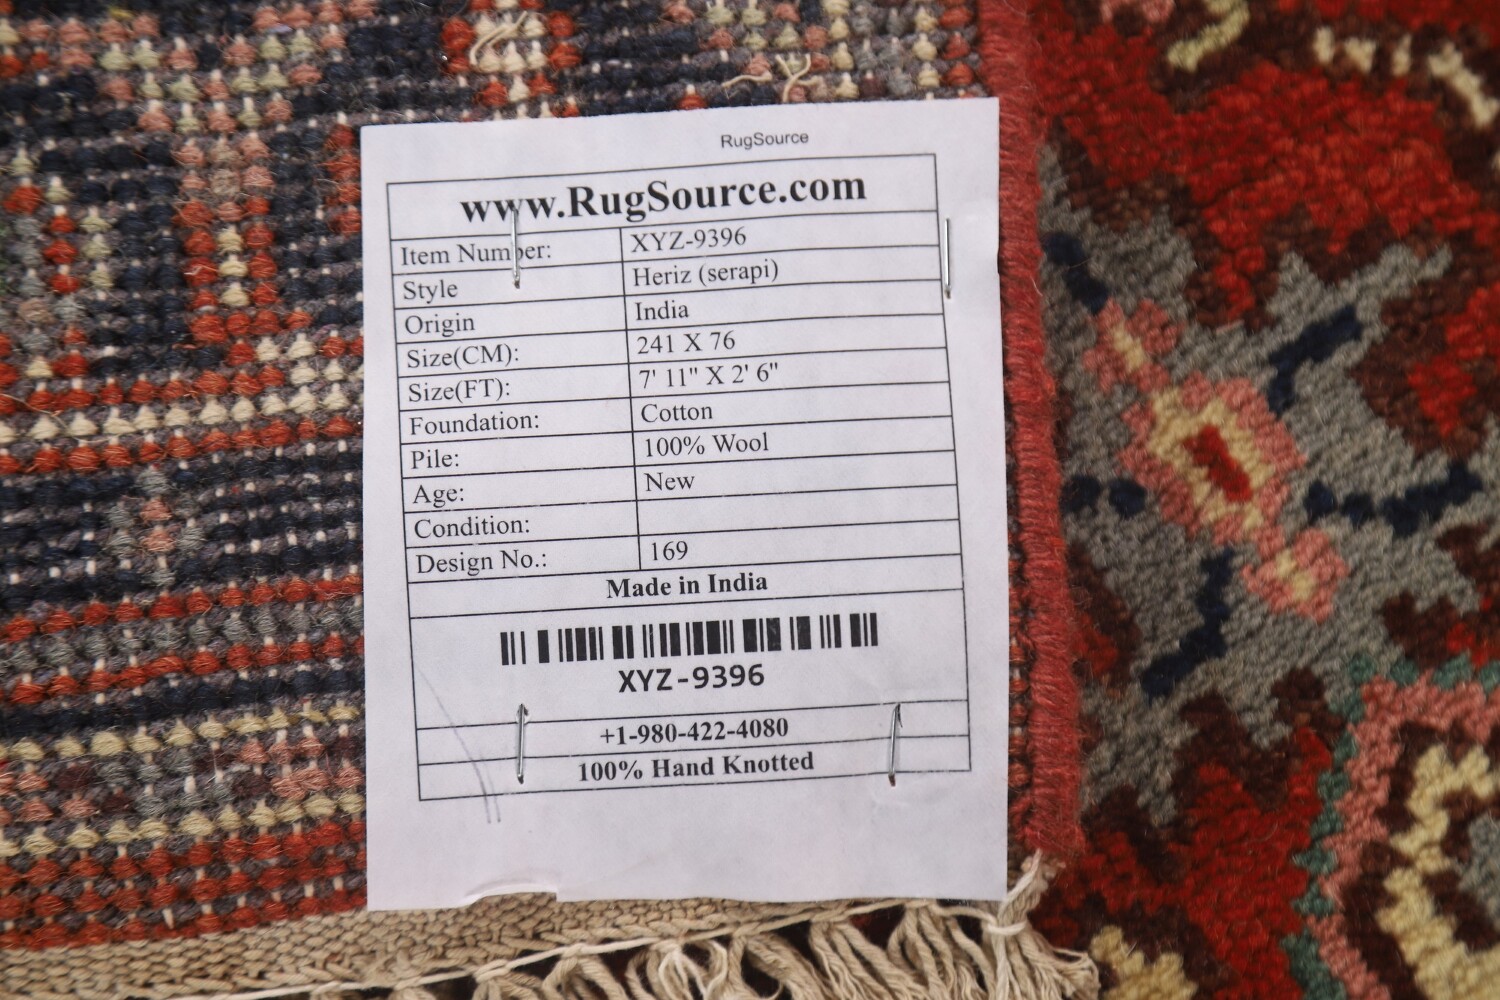 RugSource
www.RugSource.com
Item Number: XYZ-9396
Style Heriz (serapi)
Origin India
Size(CM): 241 X 76
Size(FT): 7' 11" X 2' 6"
Foundation: Cotton
Pile: 100% Wool
Age: New
Condition:
Design No.: 169
Made in India
XYZ-9396
+1-980-422-4080
100% Hand Knotted